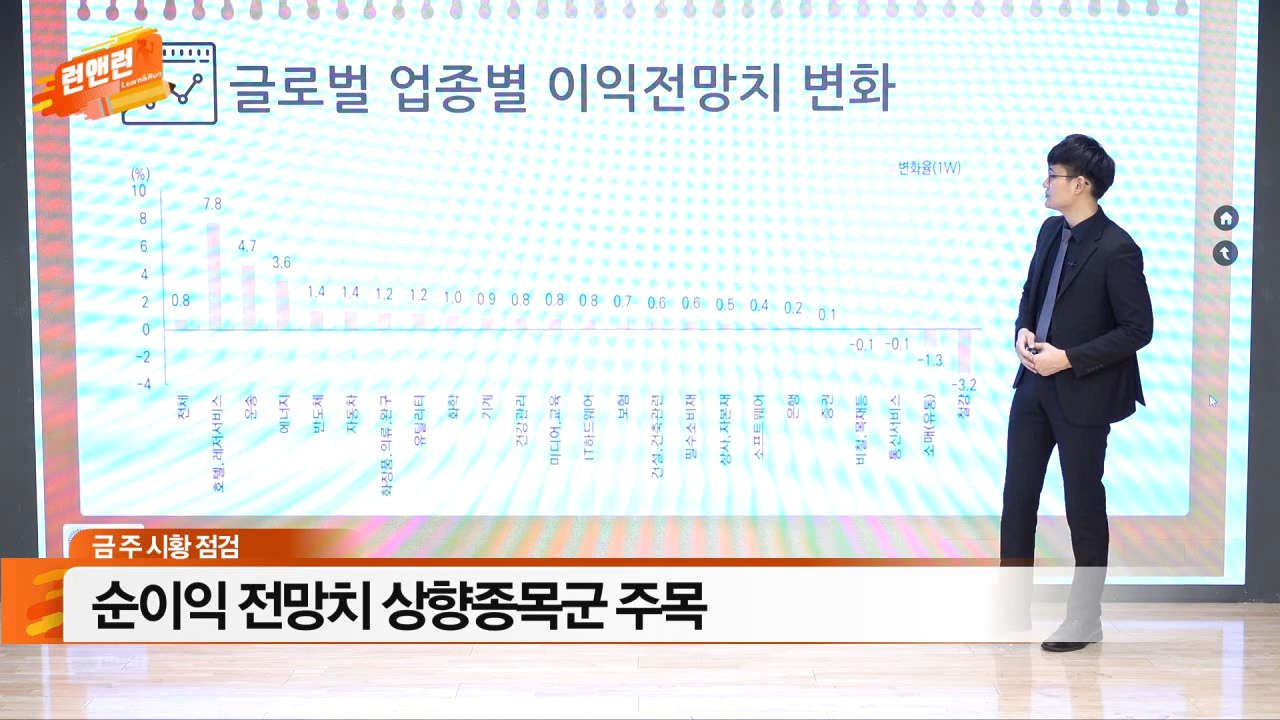 런앤런
Learn&Run
글로벌 업종별 이익전망치 변화
변화율(1W)
(%)
10
8
6
4
2
0
-2
-4
0.8
7.8
4.7
3.6
1.4
1.4
1.2
1.2
1.0
0.9
0.8
0.8
0.8
0.7
0.6
0.6
0.5
0.4
0.2
0.1
-0.1
-0.1
-1.3
-3.2
전체
호텔,레저서비스
운송
에너지
반도체
자동차
화장품,의류,완구
유틸리티
화학
기계
건강관리
미디어,교육
IT하드웨어
보험
건설,건축관련
필수소비재
상사,자본재
소프트웨어
은행
증권
비철,목재등
통신서비스
소매(유통)
철강
금주 시황 점검
순이익 전망치 상향종목군 주목